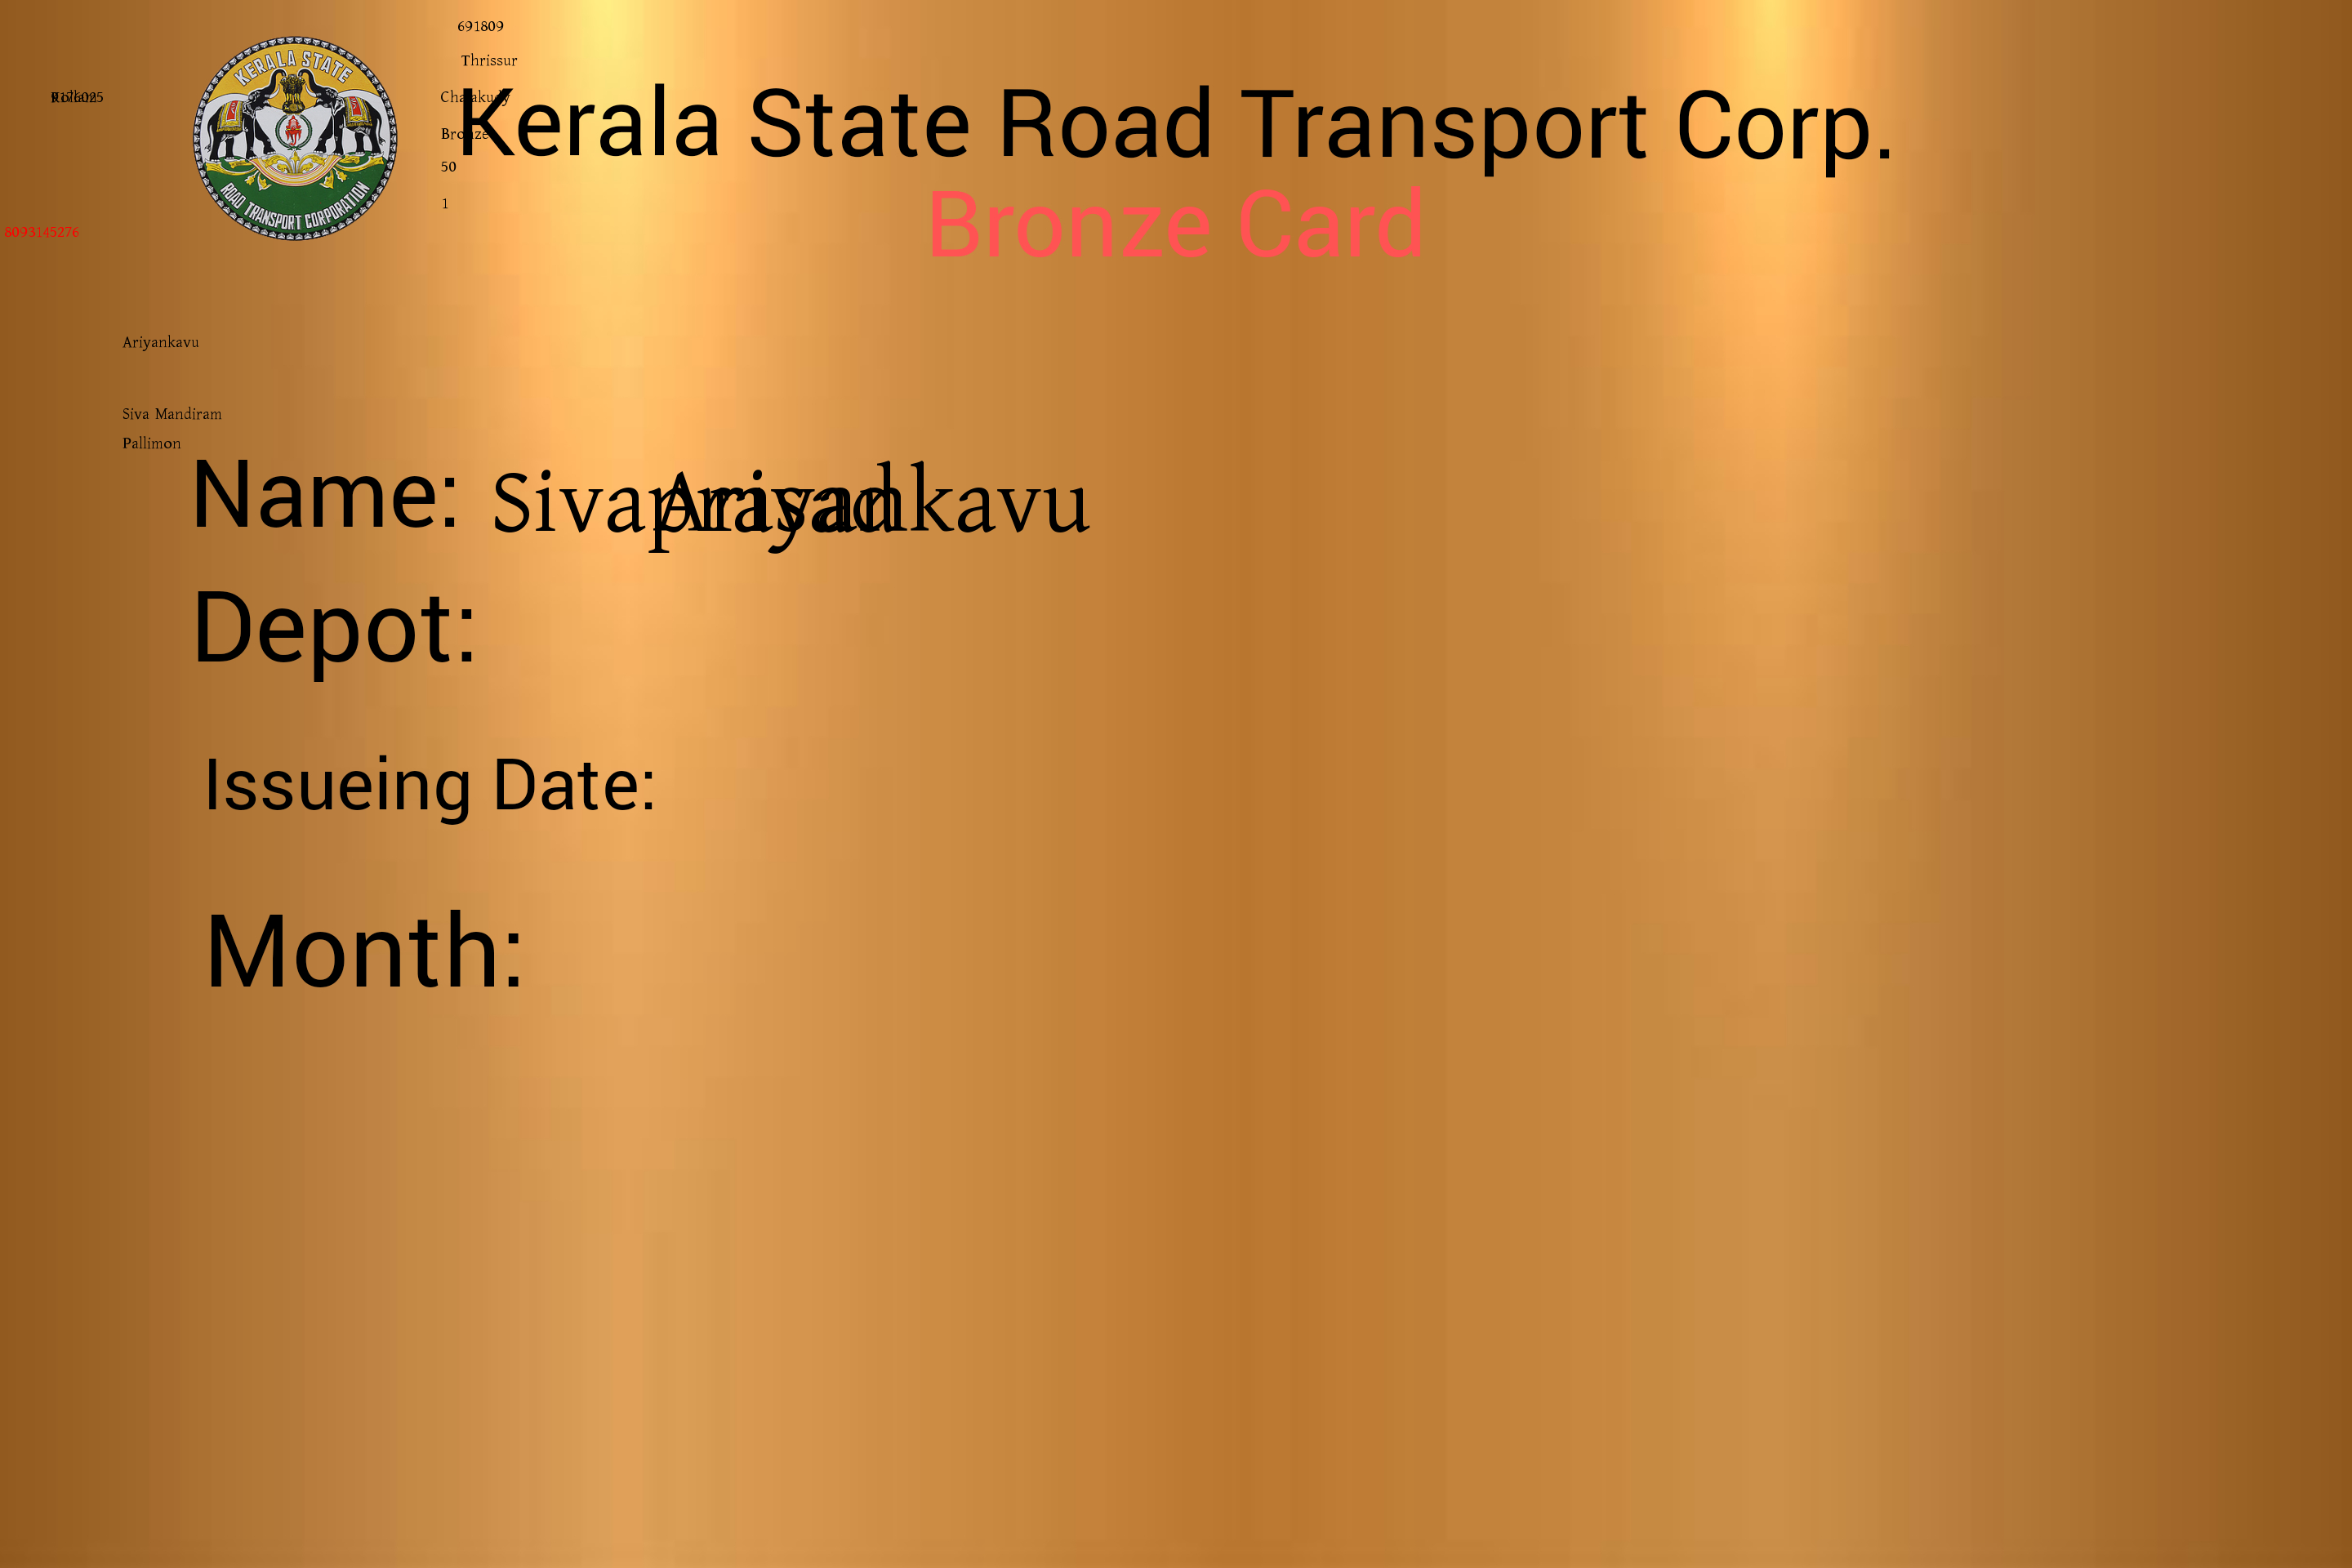 691809
Thrissur
KERALA STATE
ROAD TRANSPORT CORPORATION
Chalakudy
Kerala State Road Transport Corp.
Bronze
50
1
Bronze Card
8093145276
Ariyankavu
Siva Mandiram
Pallimon
Name: Sivaprasad Ariyankavu
Depot:
Issueing Date:
Month: